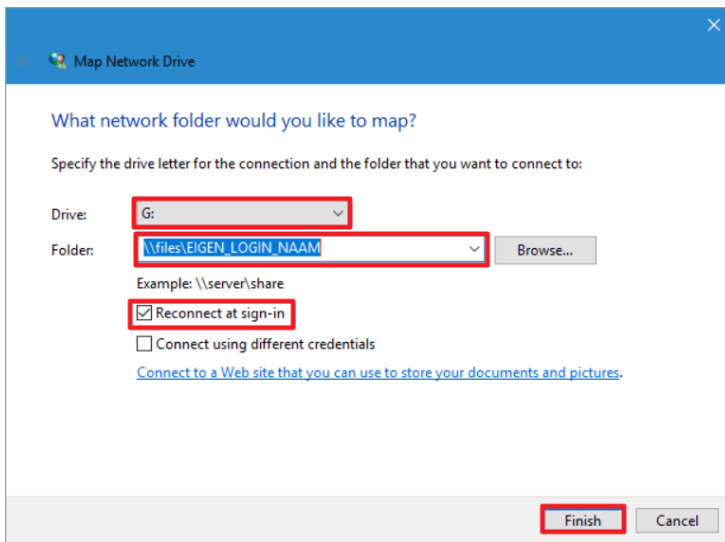 Map Network Drive
What network folder would you like to map?
Specify the drive letter for the connection and the folder that you want to connect to:
Drive: G:
Folder: \\files\EIGEN_LOGIN_NAAM Browse...
Example: \\server\share
Reconnect at sign-in
Connect using different credentials
Connect to a Web site that you can use to store your documents and pictures.
Finish Cancel